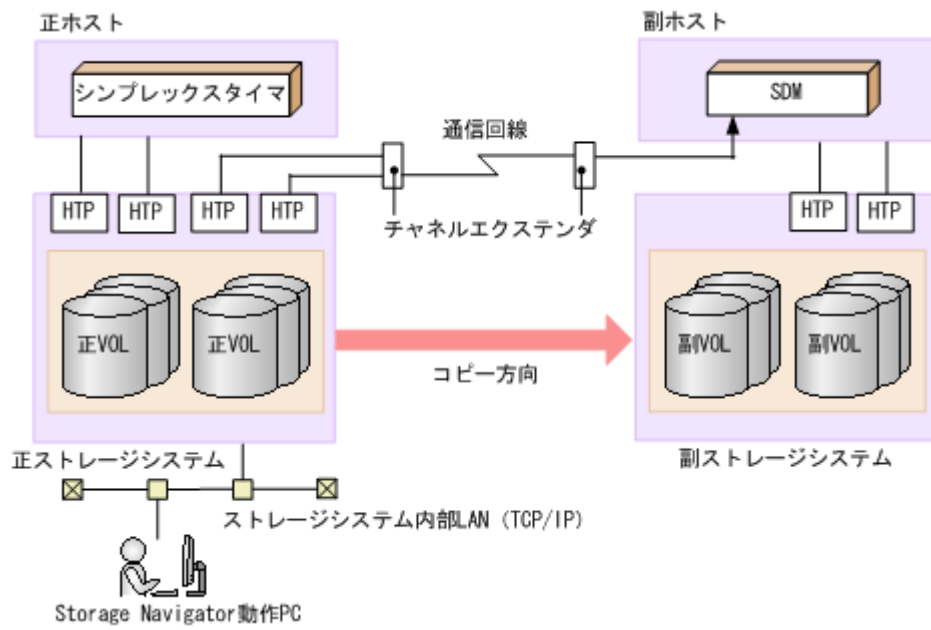 正ホスト
副ホスト
シンプレックスタイマ
SDM
通信回線
HTP
HTP
HTP
HTP
HTP
HTP
チャネルエクステンダ
正VOL
正VOL
副VOL
副VOL
コピー方向
正ストレージシステム
副ストレージシステム
ストレージシステム内部LAN (TCP/IP)
Storage Navigator動作PC